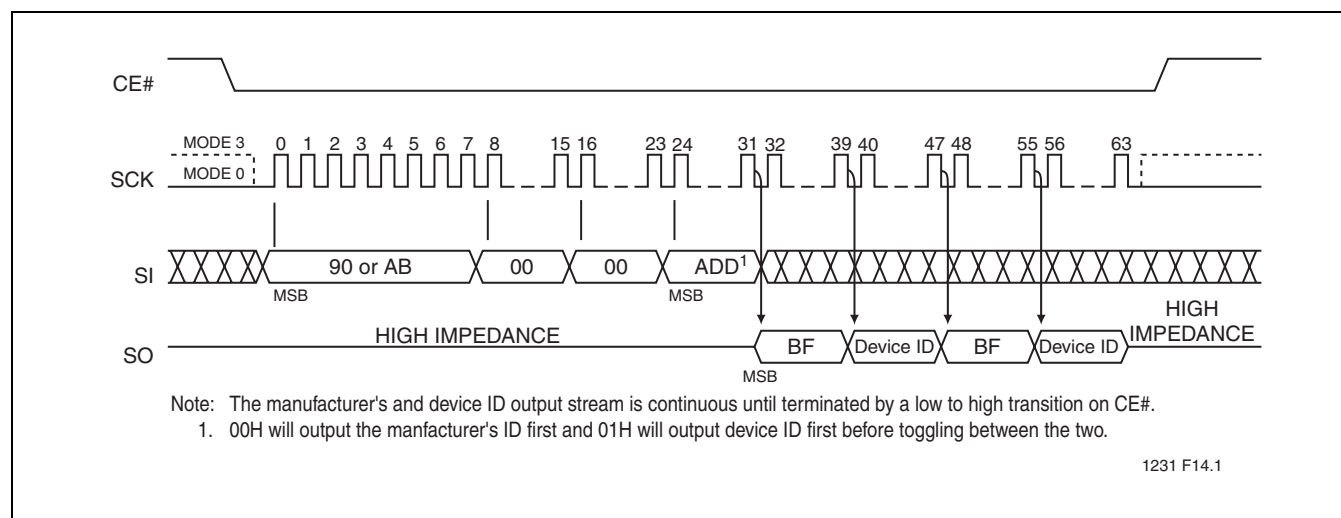 CE#
MODE 3
0 1 2 3 4 5 6 7 8 15 16 23 24 31 32 39 40 47 48 55 56 63
SCK
MODE 0
SI
90 or AB 00 00 ADD1
MSB MSB
HIGH IMPEDANCE
HIGH
IMPEDANCE
SO
BF Device ID BF Device ID
MSB
Note: The manufacturer's and device ID output stream is continuous until terminated by a low to high transition on CE#.
1. 00H will output the manfacturer's ID first and 01H will output device ID first before toggling between the two.
1231 F14.1